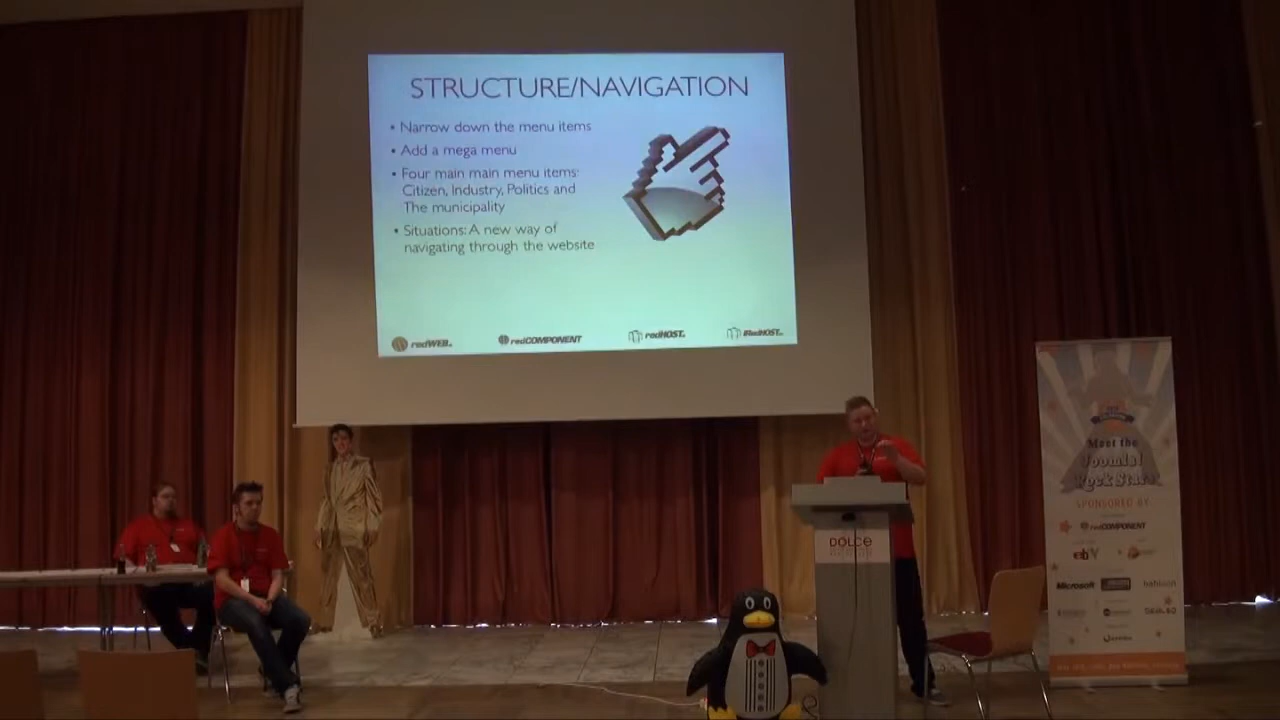 STRUCTURE/NAVIGATION
• Narrow down the menu items
• Add a mega menu
• Four main main menu items:
Citizen, Industry, Politics and
The municipality
• Situations: A new way of
navigating through the website
redWEB
redCOMPONENT
redHOST
DOLCE
Meet the
Joomla!
Rock Stars
SPONSORED BY
redCOMPONENT
ebY
Microsoft